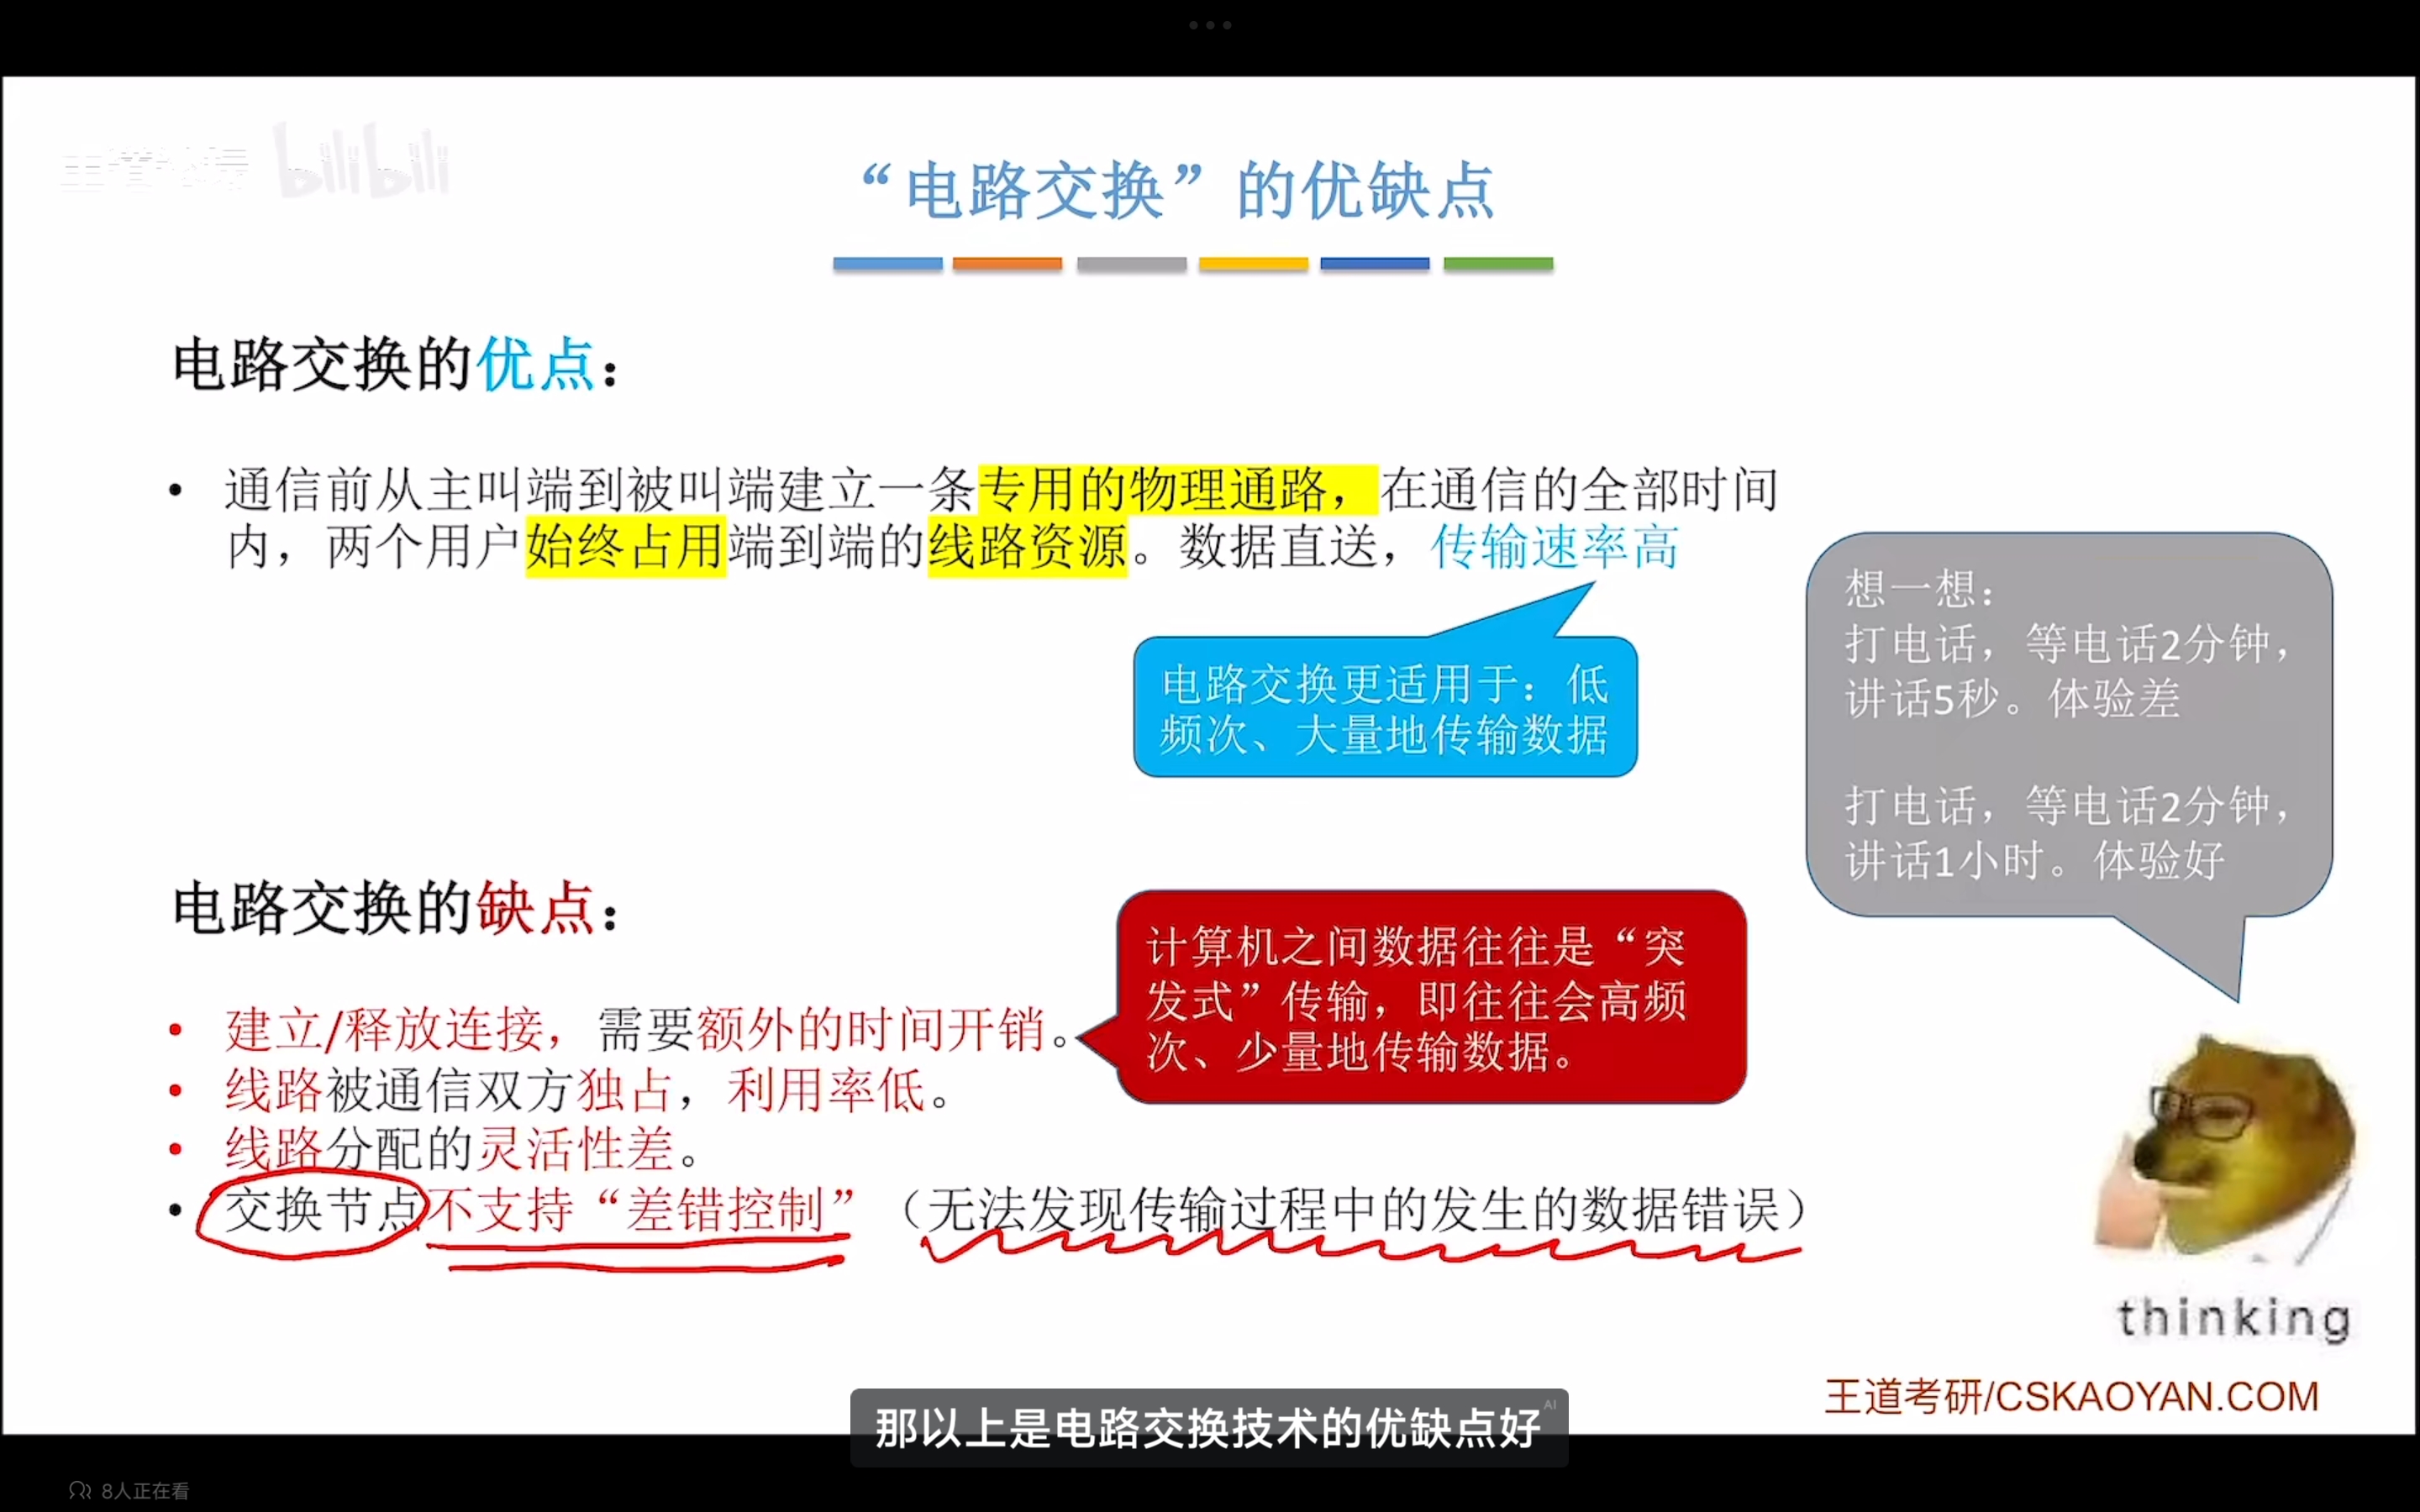 bilibili
“电路交换”的优缺点
电路交换的优点：
• 通信前从主叫端到被叫端建立一条专用的物理通路，在通信的全部时间
内，两个用户始终占用端到端的线路资源。数据直送，传输速率高
电路交换更适用于：低
频次、大量地传输数据
想一想：
打电话，等电话2分钟，
讲话5秒。体验差
打电话，等电话2分钟，
讲话1小时。体验好
电路交换的缺点：
计算机之间数据往往是“突
发式”传输，即往往会高频
次、少量地传输数据。
• 建立/释放连接，需要额外的时间开销。
• 线路被通信双方独占，利用率低。
• 线路分配的灵活性差。
• 交换节点不支持“差错控制”（无法发现传输过程中的发生的数据错误）
thinking
王道考研/CSKAOYAN.COM
那以上是电路交换技术的优缺点好
AI
8人正在看